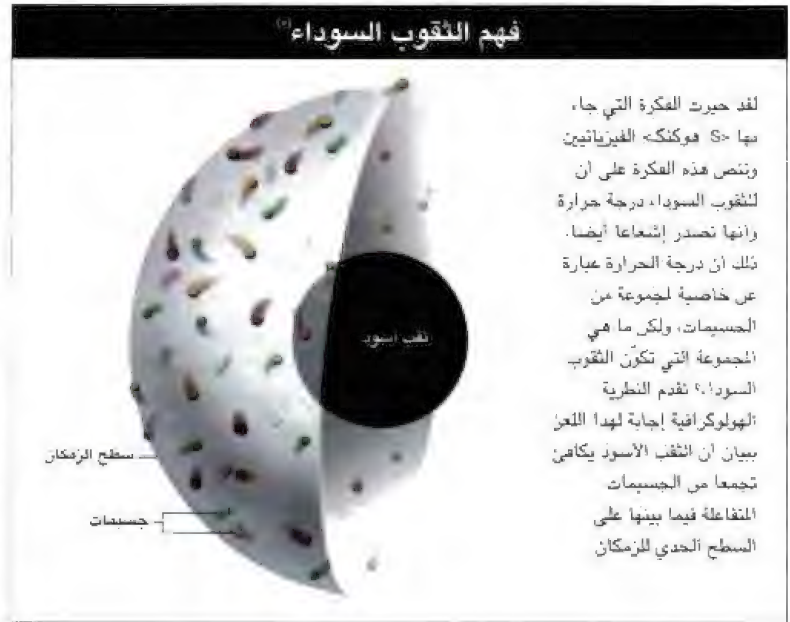 فهم الثقوب السوداء(*)
لقد حيرت الفكرة التي جاء
بها <S. هوكنك> الفيزيائيين
وتنص هذه الفكرة على أن
للثقوب السوداء درجة حرارة
وأنها تصدر إشعاعا أيضا.
ذلك أن درجة الحرارة عبارة
عن خاصية لمجموعة من
الجسيمات، ولكن ما هي
المجموعة التي تكوّن الثقوب
السوداء؟ تقدم النظرية
الهولوكرافية إجابة لهذا اللغز
ببيان أن الثقب الأسود يكافئ
تجمعا من الجسيمات
المتفاعلة فيما بينها على
السطح الحدي للزمكان
ثقب أسود
سطح الزمكان
جسيمات